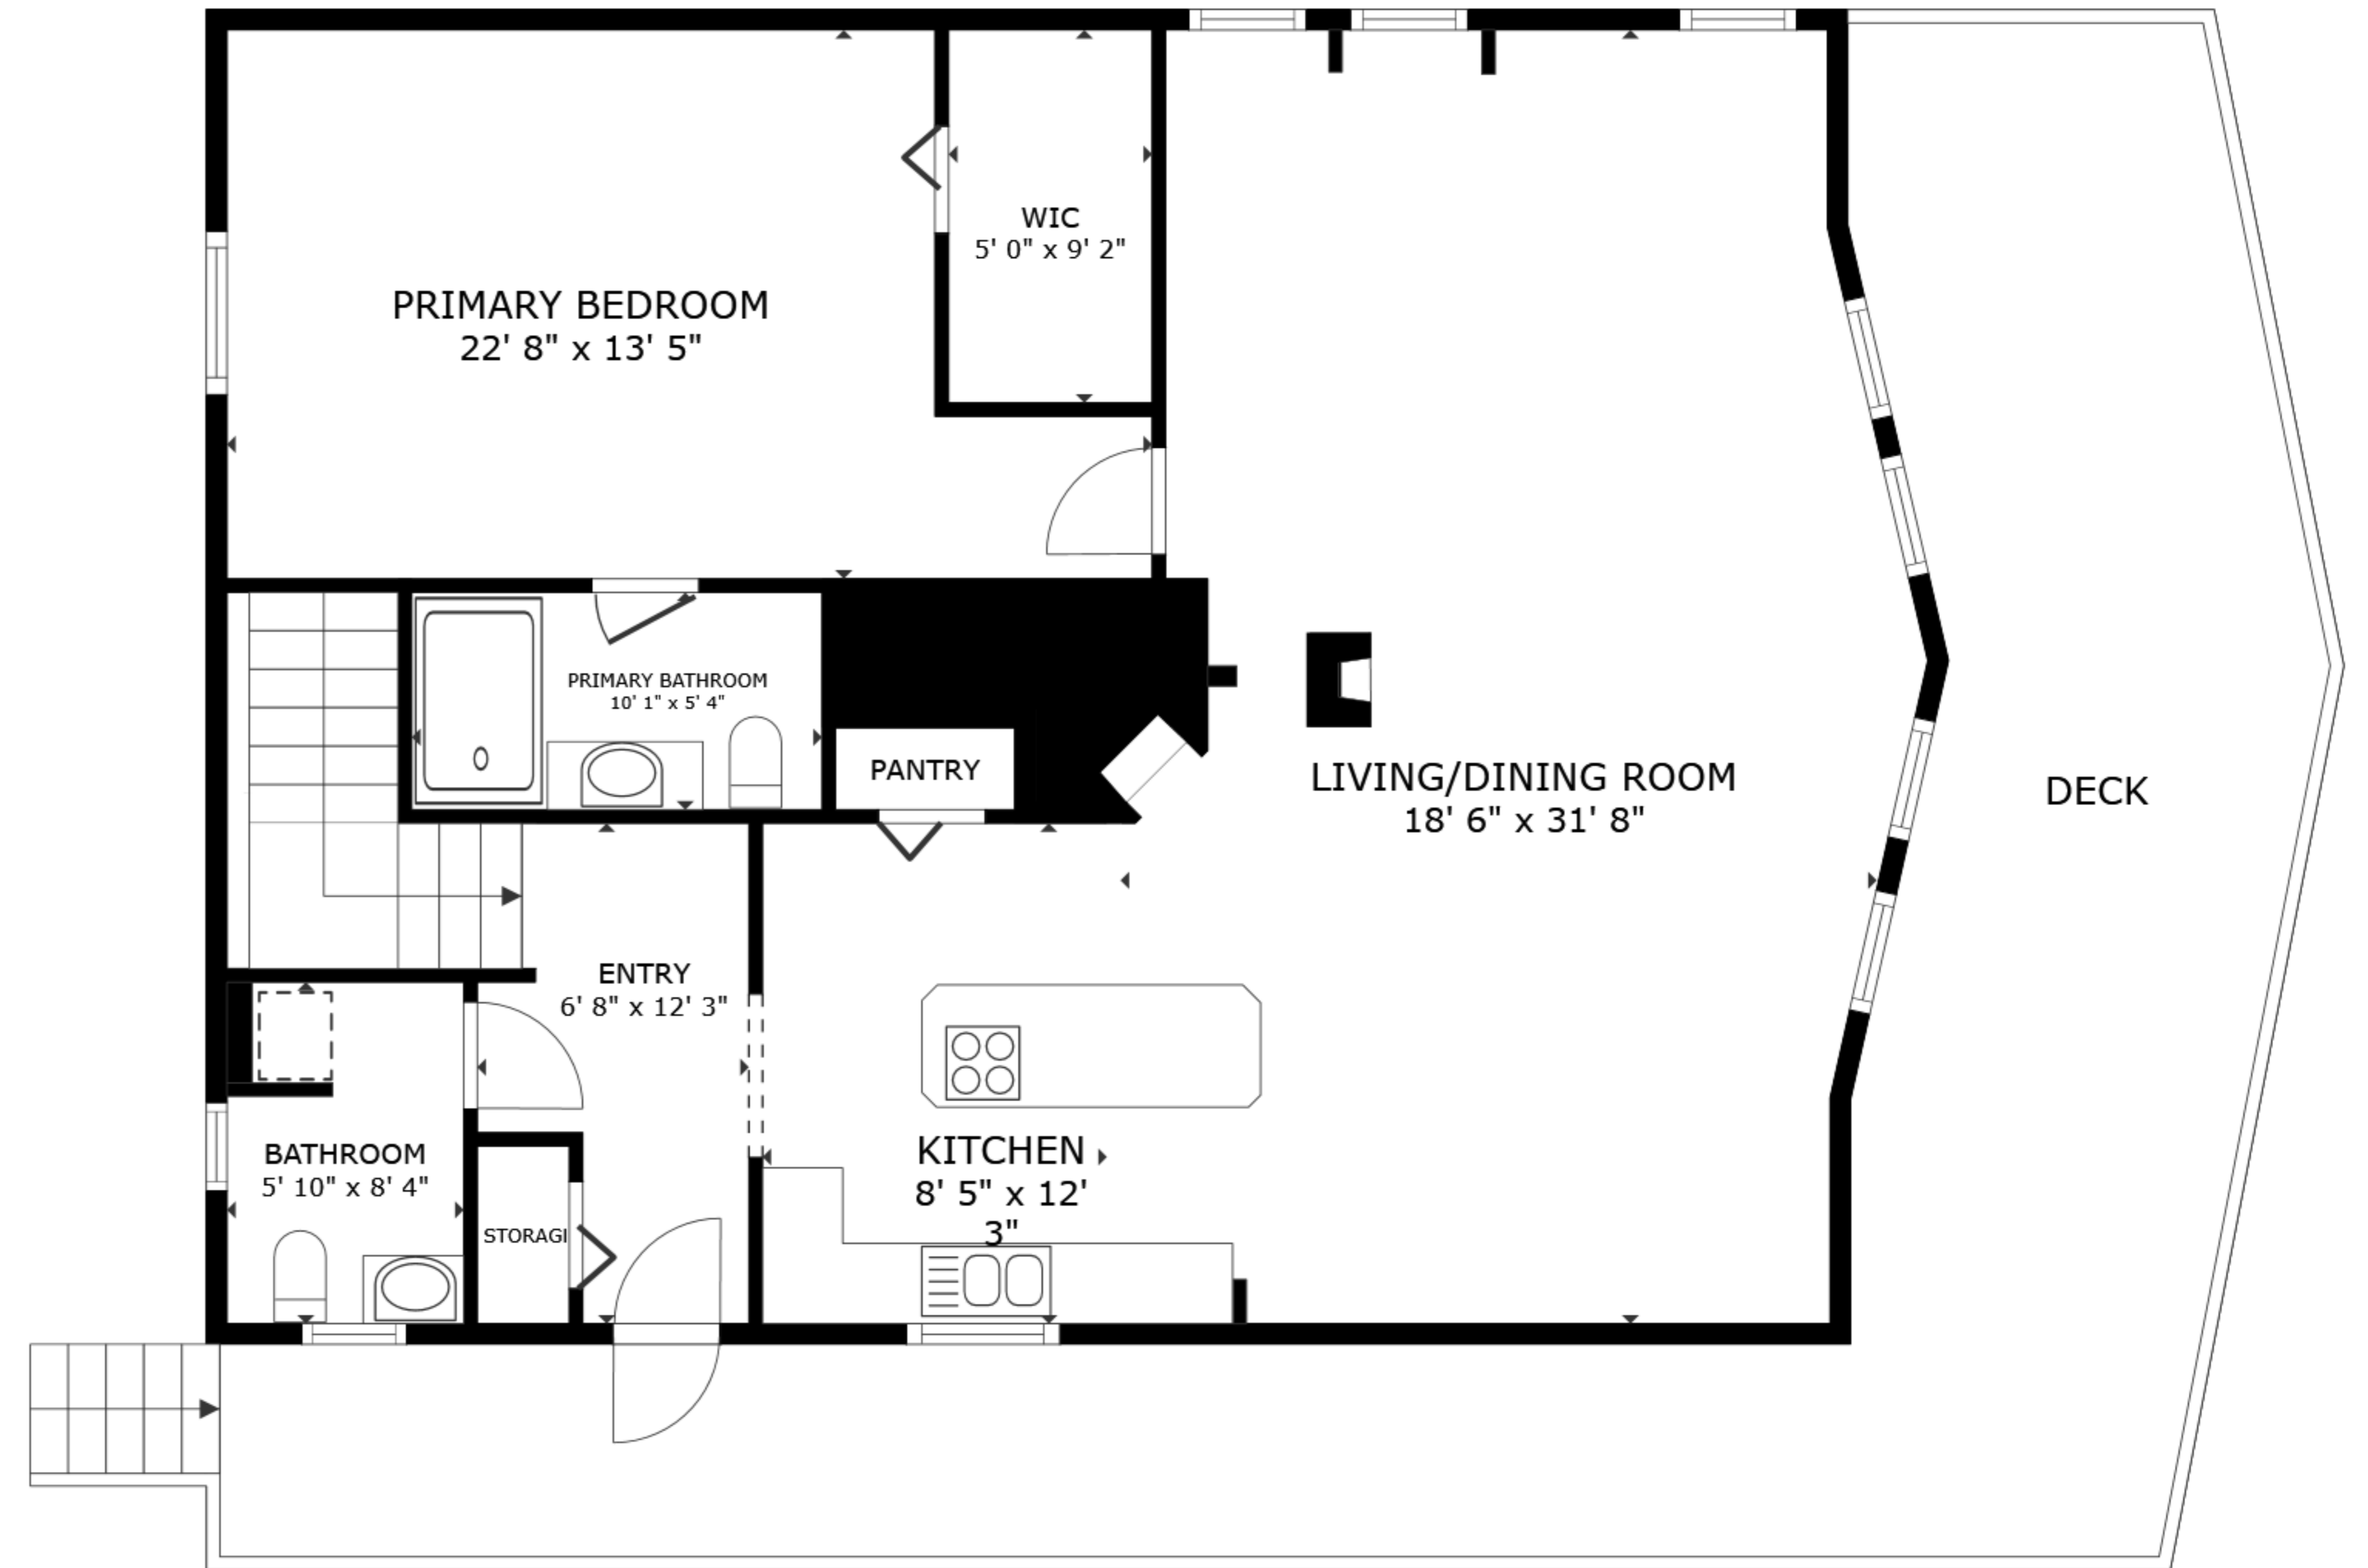 WIC
5' 0" x 9' 2"
PRIMARY BEDROOM
22' 8" x 13' 5"
PRIMARY BATHROOM
10' 1" x 5' 4"
PANTRY
LIVING/DINING ROOM
18' 6" x 31' 8"
DECK
ENTRY
6' 8" x 12' 3"
BATHROOM
5' 10" x 8' 4"
KITCHEN
8' 5" x 12'
3"
STORAGI